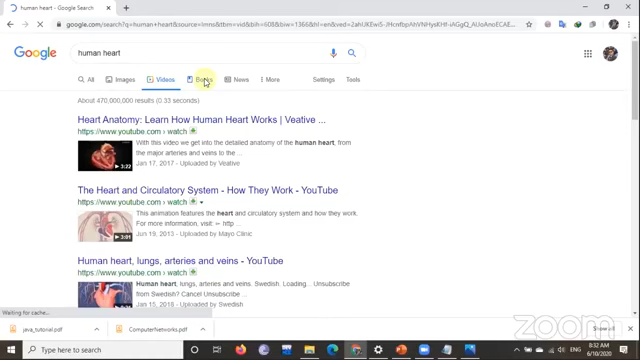 human heart - Google Search
google.com/search?q=human+heart&source=lnms&tbm=vid&bih=608&biw=1366&hl=en&ved=
Google
human heart
All Images Videos Books News More Settings Tools
About 470,000,000 results (0.33 seconds)
Heart Anatomy: Learn How Human Heart Works | Veative ...
https://www.youtube.com › watch
With this video we get into the detailed anatomy of the human heart, from
the major arteries and veins to the ...
3:22
Jan 17, 2017 - Uploaded by Veative
The Heart and Circulatory System - How They Work - YouTube
https://www.youtube.com › watch
This animation features the heart and circulatory system and how they work.
For more information, visit: ➳ http ...
3:01
Jun 19, 2013 - Uploaded by Mayo Clinic
Human heart, lungs, arteries and veins - YouTube
https://www.youtube.com › watch
Human heart, lungs, arteries and veins. Swedish. Loading... Unsubscribe
from Swedish? Cancel Unsubscribe ...
Jan 15, 2018 - Uploaded by Swedish
Waiting for cache...
java_tutorial.pdf
Show all
zoom
Type here to search
ENG
8:32 AM
6/10/2020